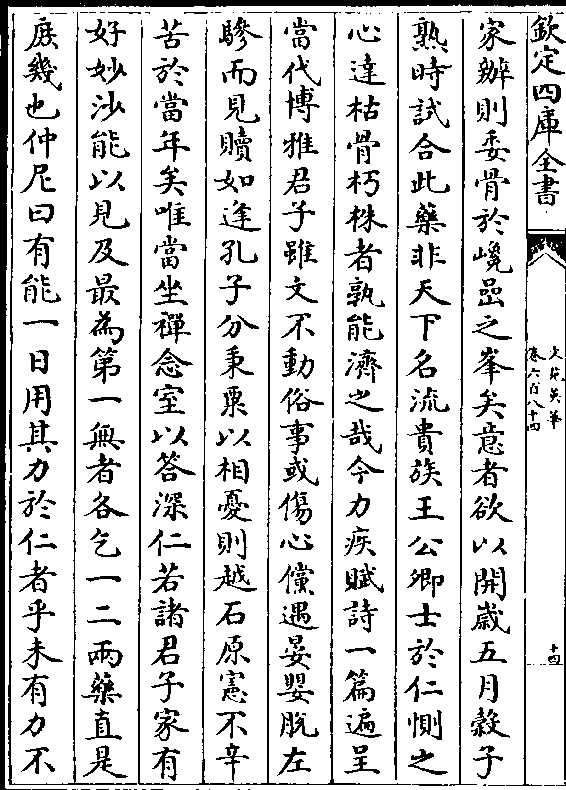 欽定四庫全書
文苑英華
卷六百八十四
十四
家辦則委骨於巉嵒之峯矣意者欲以開歲五月穀子
熟時試合此藥非天下名流貴族王公卿士於仁惻之
心達枯骨朽株者孰能濟之哉今力疾賦詩一篇遍呈
當代博雅君子雖文不動俗事或傷心儻遇晏嬰脫左
驂而見贖如逢孔子分秉粟以相憂則越石原憲不辛
苦於當年矣唯當坐禪念室以答深仁若諸君子家有
好妙沙能以見及最為第一無者各乞一二兩藥直是
庶幾也仲尼曰有能一日用其力於仁者乎未有力不